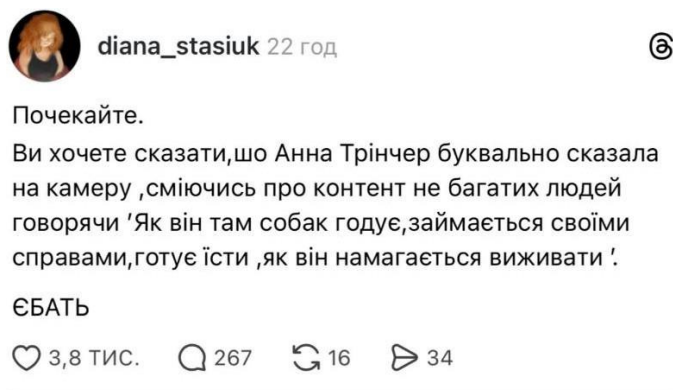 diana_stasiuk 22 год
Почекайте.
Ви хочете сказати,шо Анна Трінчер буквально сказала
на камеру ,сміючись про контент не багатих людей
говорячи 'Як він там собак годує,займається своїми
справами,готує їсти ,як він намагається виживати '.
ЄБАТЬ
3,8 тис. 267 16 34